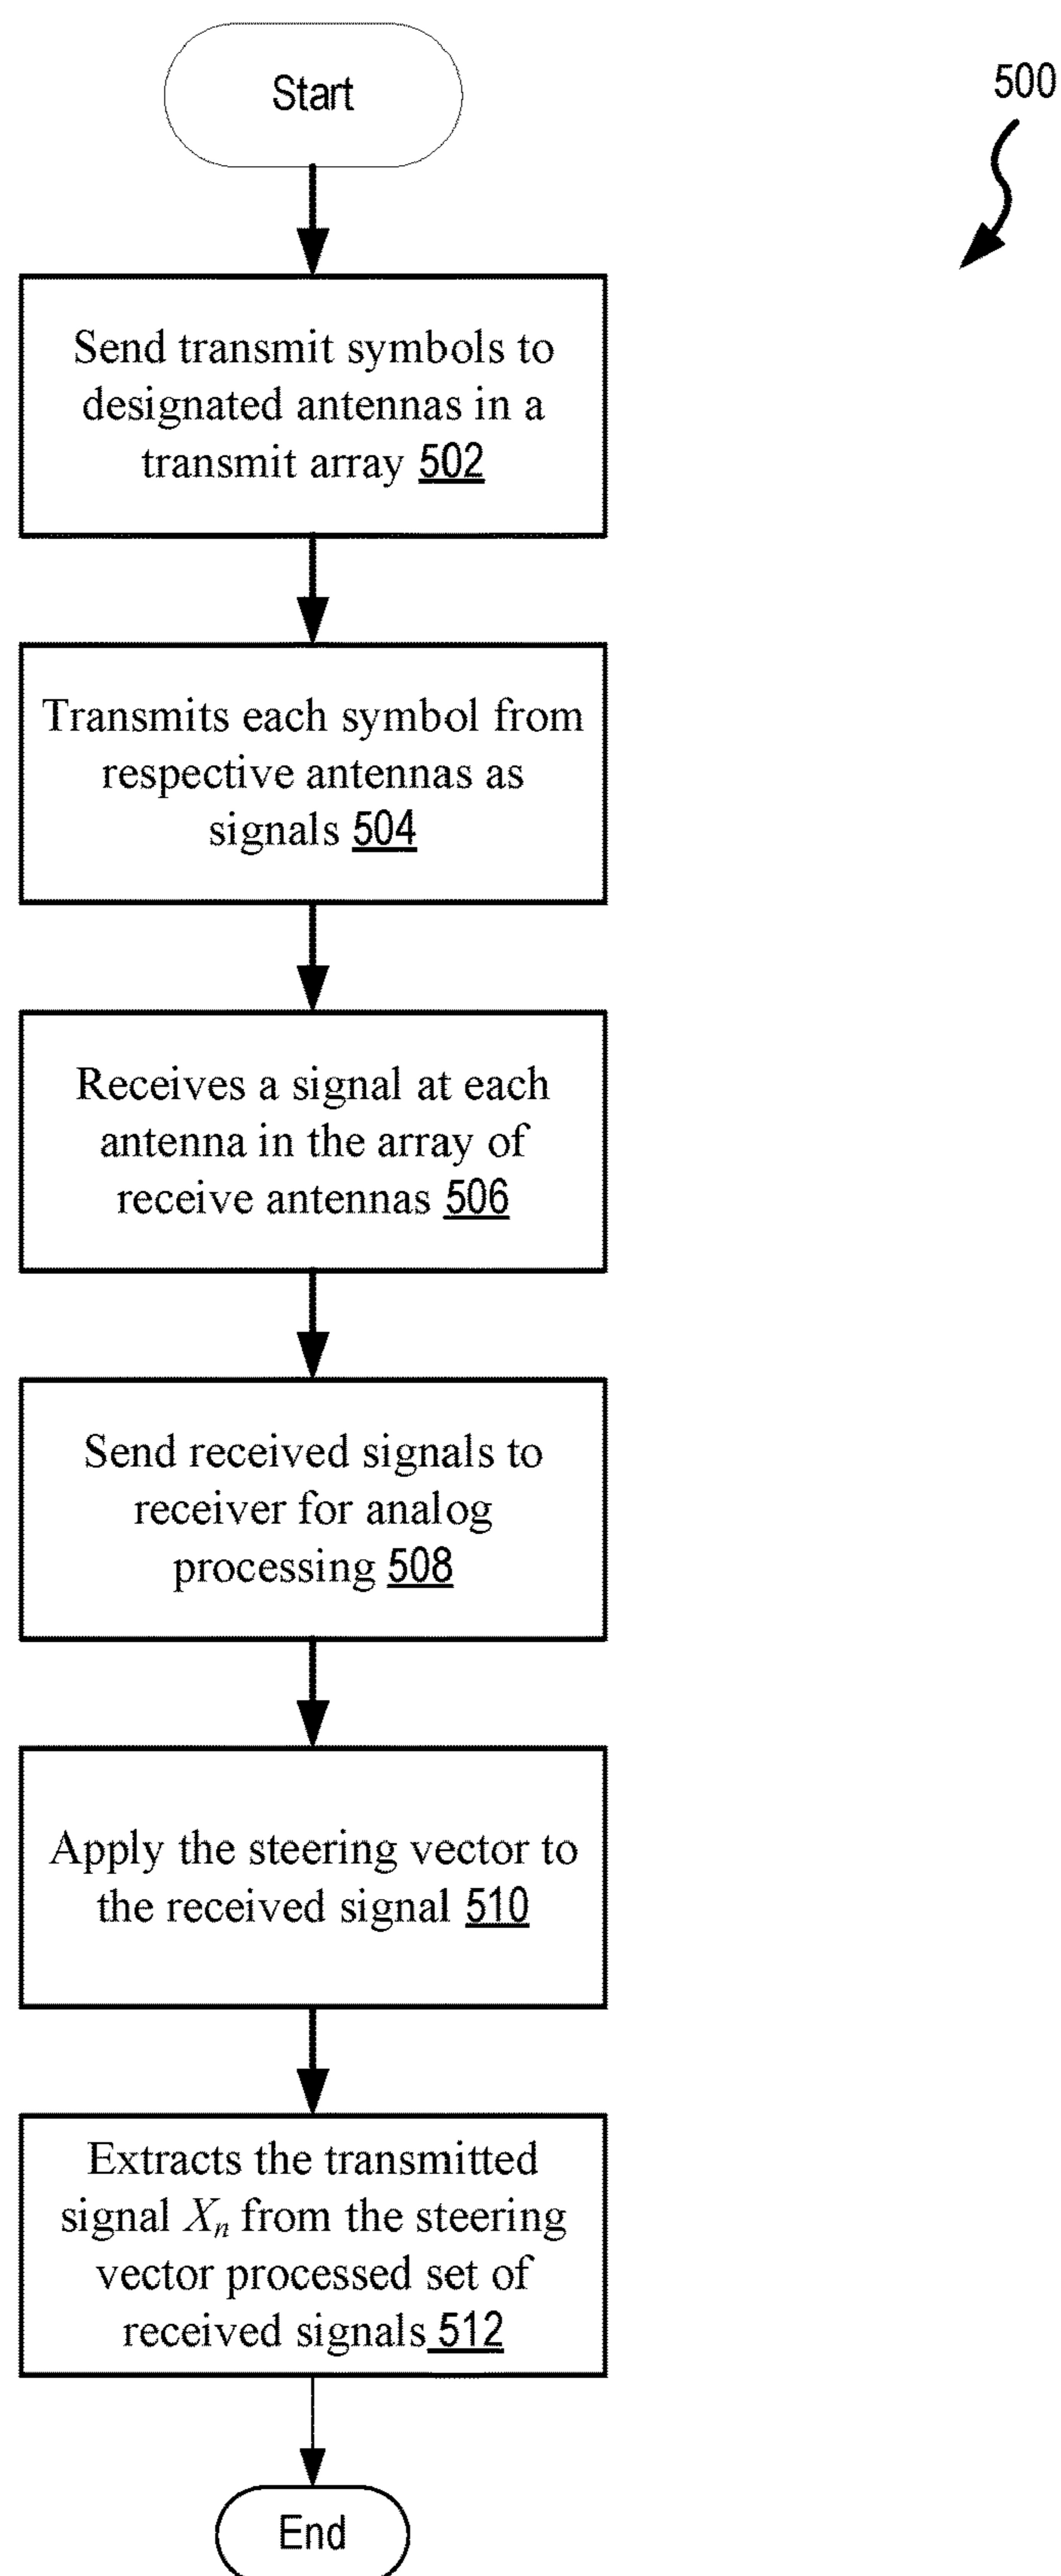 Start
500
Send transmit symbols to
designated antennas in a
transmit array 502
Transmits each symbol from
respective antennas as
signals 504
Receives a signal at each
antenna in the array of
receive antennas 506
Send received signals to
receiver for analog
processing 508
Apply the steering vector to
the received signal 510
Extracts the transmitted
signal Xn from the steering
vector processed set of
received signals 512
End